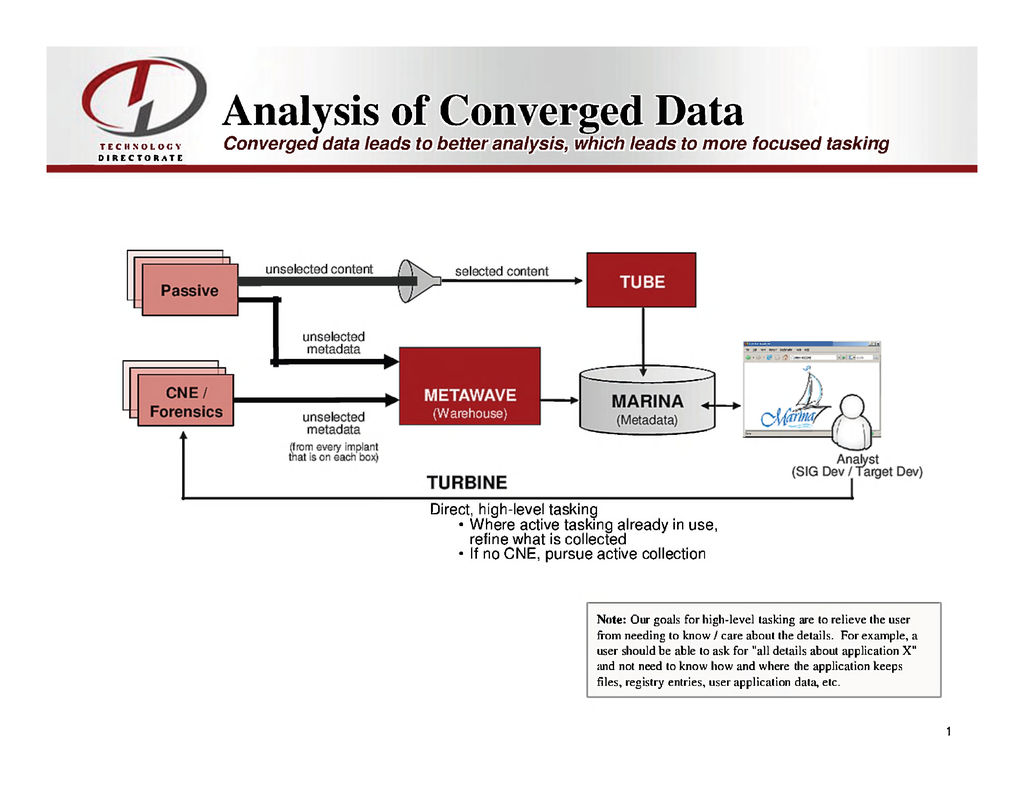 TECHNOLOGY
DIRECTORATE
Analysis of Converged Data
Converged data leads to better analysis, which leads to more focused tasking
unselected content
selected content
Passive
TUBE
unselected
metadata
CNE /
Forensics
METAWAVE
(Warehouse)
MARINA
(Metadata)
Marina
unselected
metadata
(from every implant
that is on each box)
Analyst
(SIG Dev / Target Dev)
TURBINE
Direct, high-level tasking
• Where active tasking already in use,
refine what is collected
• If no CNE, pursue active collection
Note: Our goals for high-level tasking are to relieve the user
from needing to know / care about the details. For example, a
user should be able to ask for "all details about application X"
and not need to know how and where the application keeps
files, registry entries, user application data, etc.
1